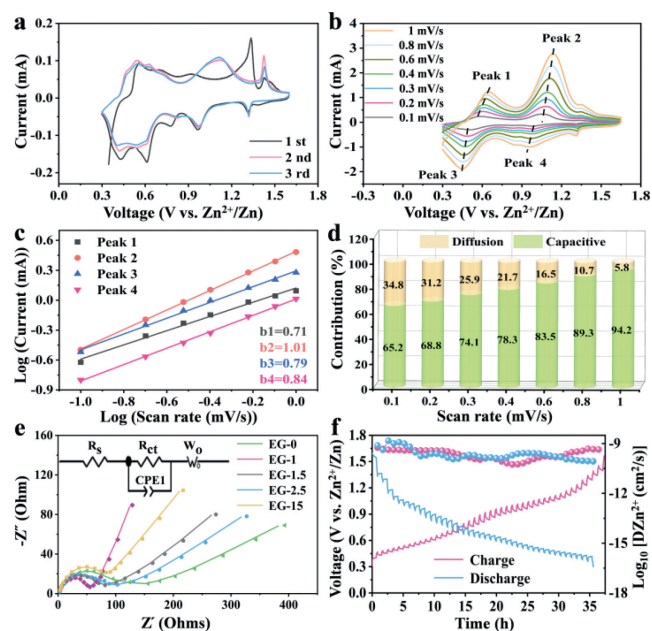 a
0.2
0.1
0.0
-0.1
-0.2
Current (mA)
1 st
2 nd
3 rd
0.0 0.3 0.6 0.9 1.2 1.5 1.8
Voltage (V vs. Zn²⁺/Zn)
b
4
3
2
1
0
-1
-2
Current (mA)
1 mV/s
0.8 mV/s
0.6 mV/s
0.4 mV/s
0.3 mV/s
0.2 mV/s
0.1 mV/s
Peak 1
Peak 2
Peak 3
Peak 4
-0.3 0.0 0.3 0.6 0.9 1.2 1.5 1.8
Voltage (V vs. Zn²⁺/Zn)
c
0.6
0.3
0.0
-0.3
-0.6
-0.9
Log (Current (mA))
Peak 1
Peak 2
Peak 3
Peak 4
b1=0.71
b2=1.01
b3=0.79
b4=0.84
-1.0 -0.8 -0.6 -0.4 -0.2 0.0
Log (Scan rate (mV/s))
d
120
100
80
60
40
20
0
Contribution (%)
Diffusion Capacitive
34.8 31.2 25.9 21.7 16.5 10.7 5.8
65.2 68.8 74.1 78.3 83.5 89.3 94.2
0.1 0.2 0.3 0.4 0.6 0.8 1
Scan rate (mV/s)
e
160
120
80
40
0
-Z″ (Ohm)
Rs Rct Wo
CPE1
EG-0
EG-1
EG-1.5
EG-2.5
EG-15
0 100 200 300 400
Z′ (Ohms)
f
1.8
1.5
1.2
0.9
0.6
0.3
0.0
Voltage (V vs. Zn²⁺/Zn)
-9
-12
-15
-18
Log₁₀ [DZn²⁺ (cm²/s)]
Charge
Discharge
0 5 10 15 20 25 30 35
Time (h)